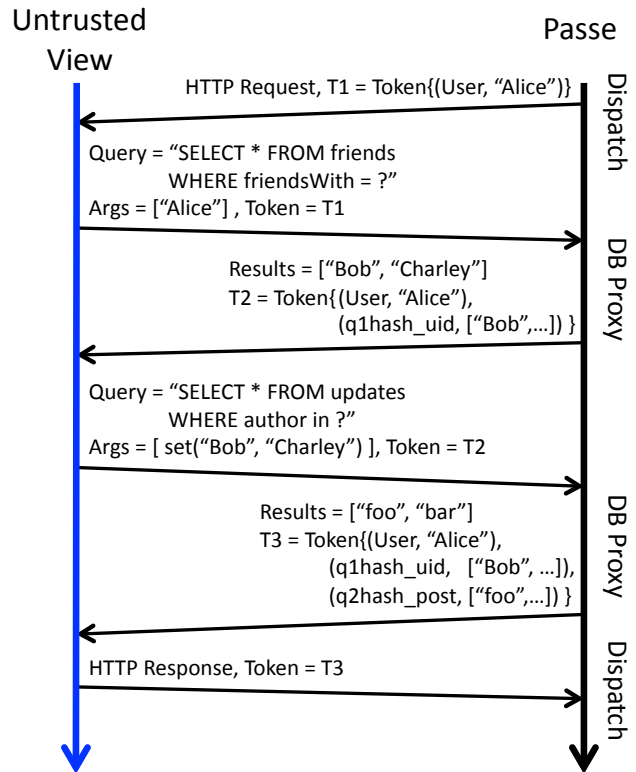 Untrusted
View
Passe
HTTP Request, T1 = Token{(User, “Alice”)}
Dispatch
Query = “SELECT * FROM friends
WHERE friendsWith = ?”
Args = [“Alice”] , Token = T1
DB Proxy
Results = [“Bob”, “Charley”]
T2 = Token{(User, “Alice”),
(q1hash_uid, [“Bob”,...]) }
Query = “SELECT * FROM updates
WHERE author in ?”
Args = [ set(“Bob”, “Charley”) ], Token = T2
DB Proxy
Results = [“foo”, “bar”]
T3 = Token{(User, “Alice”),
(q1hash_uid, [“Bob”, ...]),
(q2hash_post, [“foo”,...]) }
HTTP Response, Token = T3
Dispatch